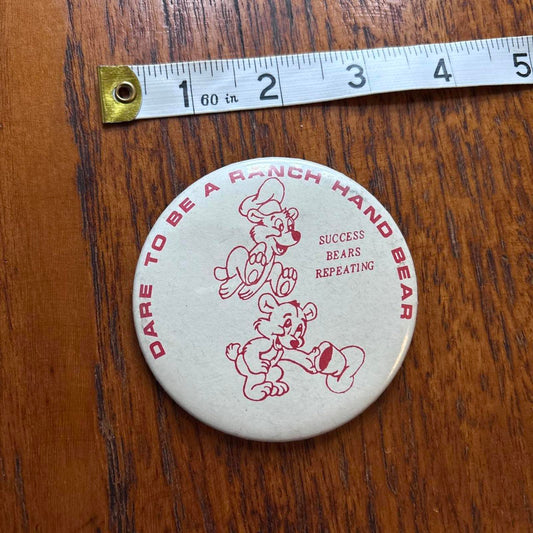 1 2 3 4 5
60 in
DARE TO BE A RANCH HAND BEAR
SUCCESS
BEARS
REPEATING